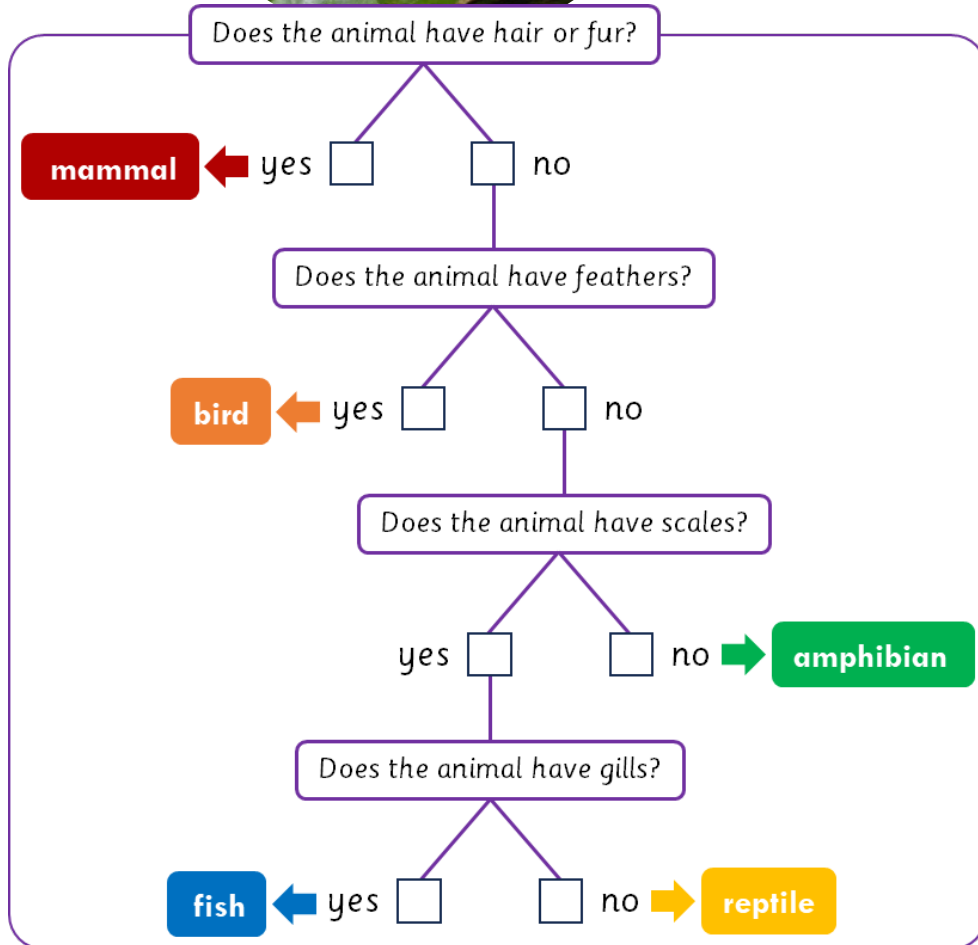 Does the animal have hair or fur?
mammal yes no
Does the animal have feathers?
bird yes no
Does the animal have scales?
yes no amphibian
Does the animal have gills?
fish yes no reptile